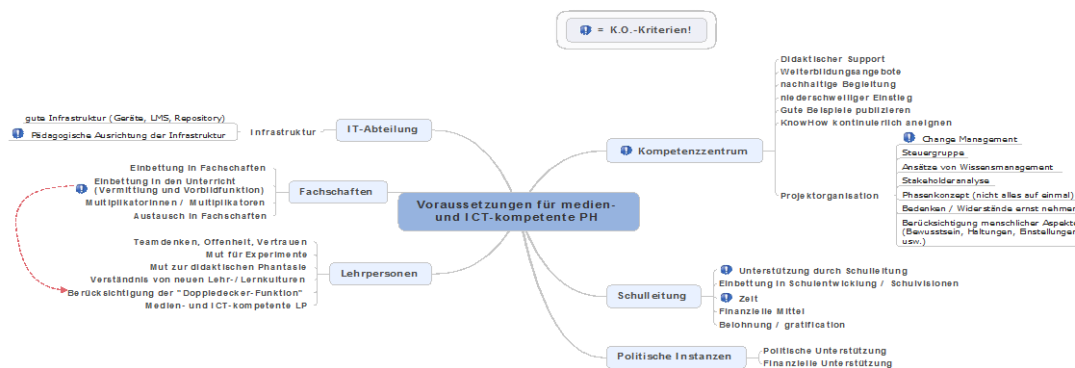 = K.O.-Kriterien!
Voraussetzungen für medien-
und ICT-kompetente PH
IT-Abteilung
Infrastruktur
gute Infrastruktur (Geräte, LMS, Repository)
Pädagogische Ausrichtung der Infrastruktur
Fachschaften
Einbettung in Fachschaften
Einbettung in den Unterricht
(Vermittlung und Vorbildfunktion)
Multiplikatorinnen / Multiplikatoren
Austausch in Fachschaften
Lehrpersonen
Teamdenken, Offenheit, Vertrauen
Mut für Experimente
Mut zur didaktischen Phantasie
Verständnis von neuen Lehr-/ Lernkulturen
Berücksichtigung der "Doppledecker-Funktion"
Medien- und ICT-kompetente LP
Kompetenzzentrum
Didaktischer Support
Weiterbildungsangebote
nachhaltige Begleitung
niederschwelliger Einstieg
Gute Beispiele publizieren
KnowHow kontinuierlich aneignen
Projektorganisation
Change Management
Steuergruppe
Ansätze von Wissensmanagement
Stakeholderanalyse
Phasenkonzept (nicht alles auf einmal)
Bedenken / Widerstände ernst nehmen
Berücksichtigung menschlicher Aspekte
(Bewusstsein, Haltungen, Einstellungen
usw.)
Schulleitung
Unterstützung durch Schulleitung
Einbettung in Schulentwicklung / Schulvisionen
Zeit
Finanzielle Mittel
Belohnung / gratification
Politische Instanzen
Politische Unterstützung
Finanzielle Unterstützung